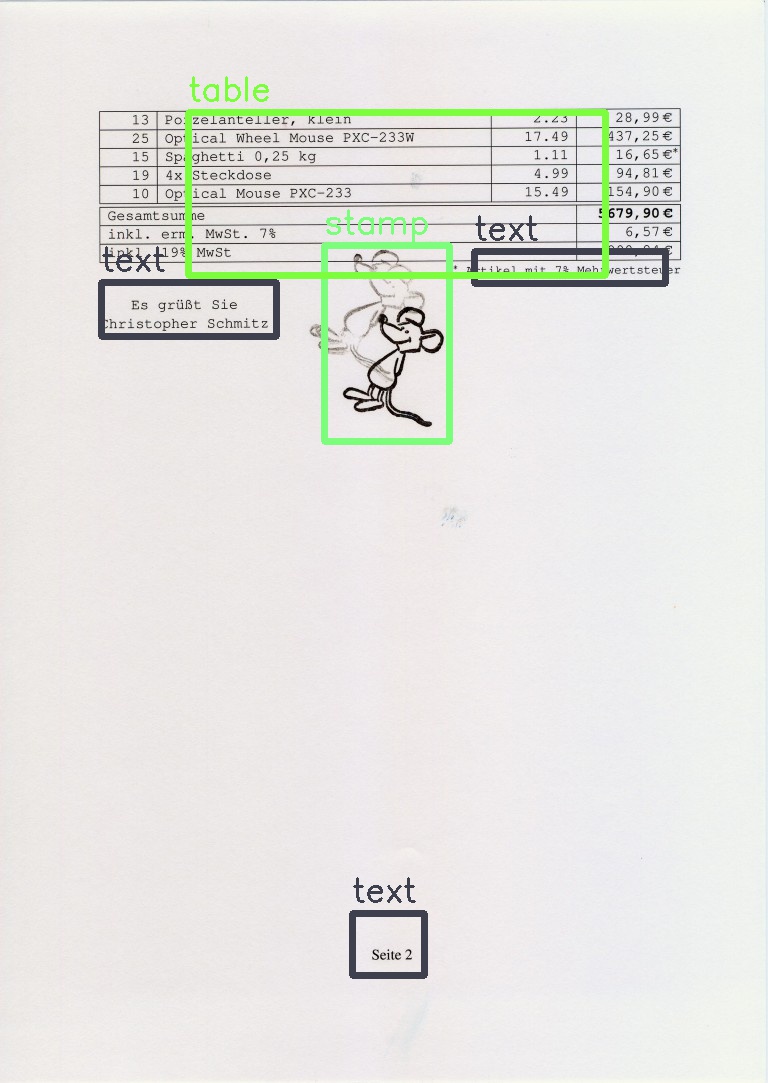 table
13 Porzelanteller, klein 2.23 28,99€
25 Optical Wheel Mouse PXC-233W 17.49 437,25€
15 Spaghetti 0,25 kg 1.11 16,65€*
19 4x Steckdose 4.99 94,81€
10 Optical Mouse PXC-233 15.49 154,90€
Gesamtsumme 5679,90€
stamp
text
inkl. erm. MwSt. 7% 6,57€
inkl. 19% MwSt
text
* Artikel mit 7% Mehrwertsteuer
Es grüßt Sie
Christopher Schmitz
text
Seite 2